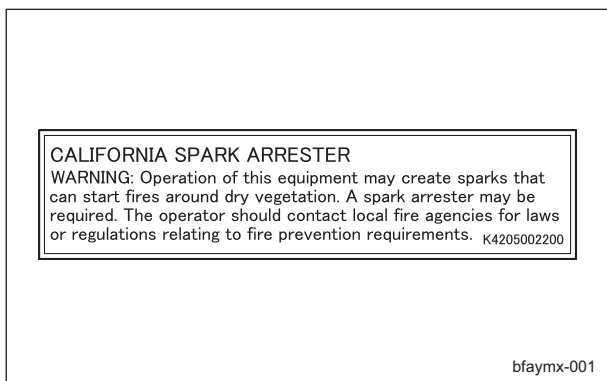 CALIFORNIA SPARK ARRESTER
WARNING: Operation of this equipment may create sparks that
can start fires around dry vegetation. A spark arrester may be
required. The operator should contact local fire agencies for laws
or regulations relating to fire prevention requirements. K4205002200
bfaymx-001